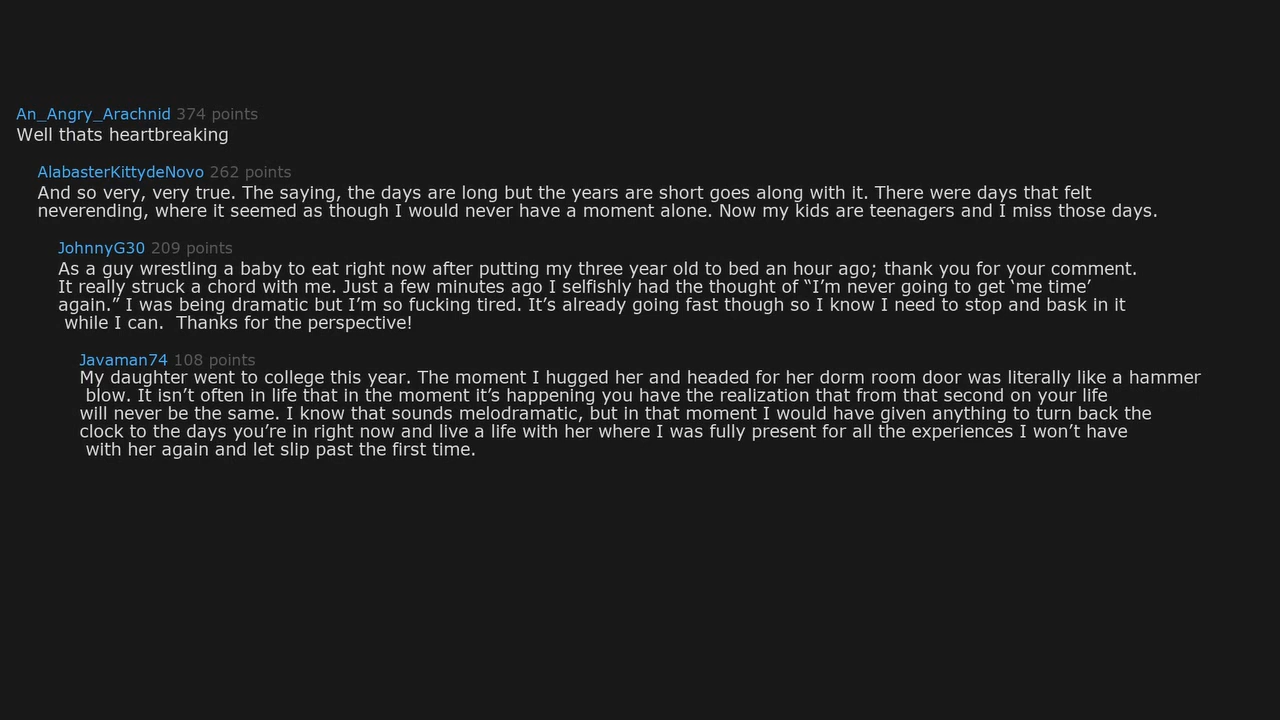 An_Angry_Arachnid 374 points
Well thats heartbreaking
AlabasterKittydeNovo 262 points
And so very, very true. The saying, the days are long but the years are short goes along with it. There were days that felt
neverending, where it seemed as though I would never have a moment alone. Now my kids are teenagers and I miss those days.
JohnnyG30 209 points
As a guy wrestling a baby to eat right now after putting my three year old to bed an hour ago; thank you for your comment.
It really struck a chord with me. Just a few minutes ago I selfishly had the thought of “I’m never going to get ‘me time’
again.” I was being dramatic but I’m so fucking tired. It’s already going fast though so I know I need to stop and bask in it
while I can.  Thanks for the perspective!
Javaman74 108 points
My daughter went to college this year. The moment I hugged her and headed for her dorm room door was literally like a hammer
blow. It isn’t often in life that in the moment it’s happening you have the realization that from that second on your life
will never be the same. I know that sounds melodramatic, but in that moment I would have given anything to turn back the
clock to the days you’re in right now and live a life with her where I was fully present for all the experiences I won’t have
with her again and let slip past the first time.